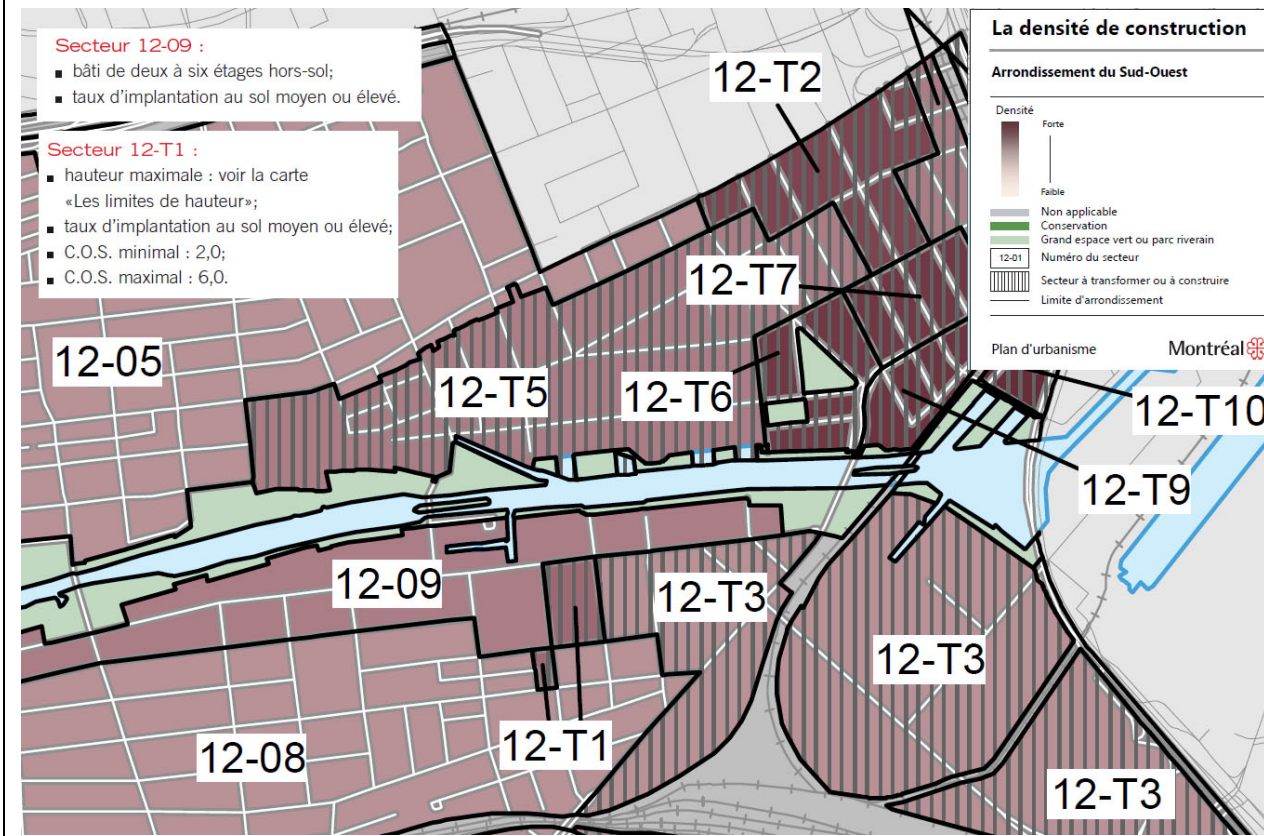 Secteur 12-09 :
▪ bâti de deux à six étages hors-sol;
▪ taux d'implantation au sol moyen ou élevé.
Secteur 12-T1 :
▪ hauteur maximale : voir la carte
«Les limites de hauteur»;
▪ taux d'implantation au sol moyen ou élevé;
▪ C.O.S. minimal : 2,0;
▪ C.O.S. maximal : 6,0.
La densité de construction
Arrondissement du Sud-Ouest
Densité
Forte
Faible
Non applicable
Conservation
Grand espace vert ou parc riverain
12-01 Numéro du secteur
Secteur à transformer ou à construire
Limite d'arrondissement
Plan d'urbanisme
Montréal
12-T2
12-T7
12-05
12-T5
12-T6
12-T10
12-T9
12-09
12-T3
12-T3
12-T1
12-08
12-T3